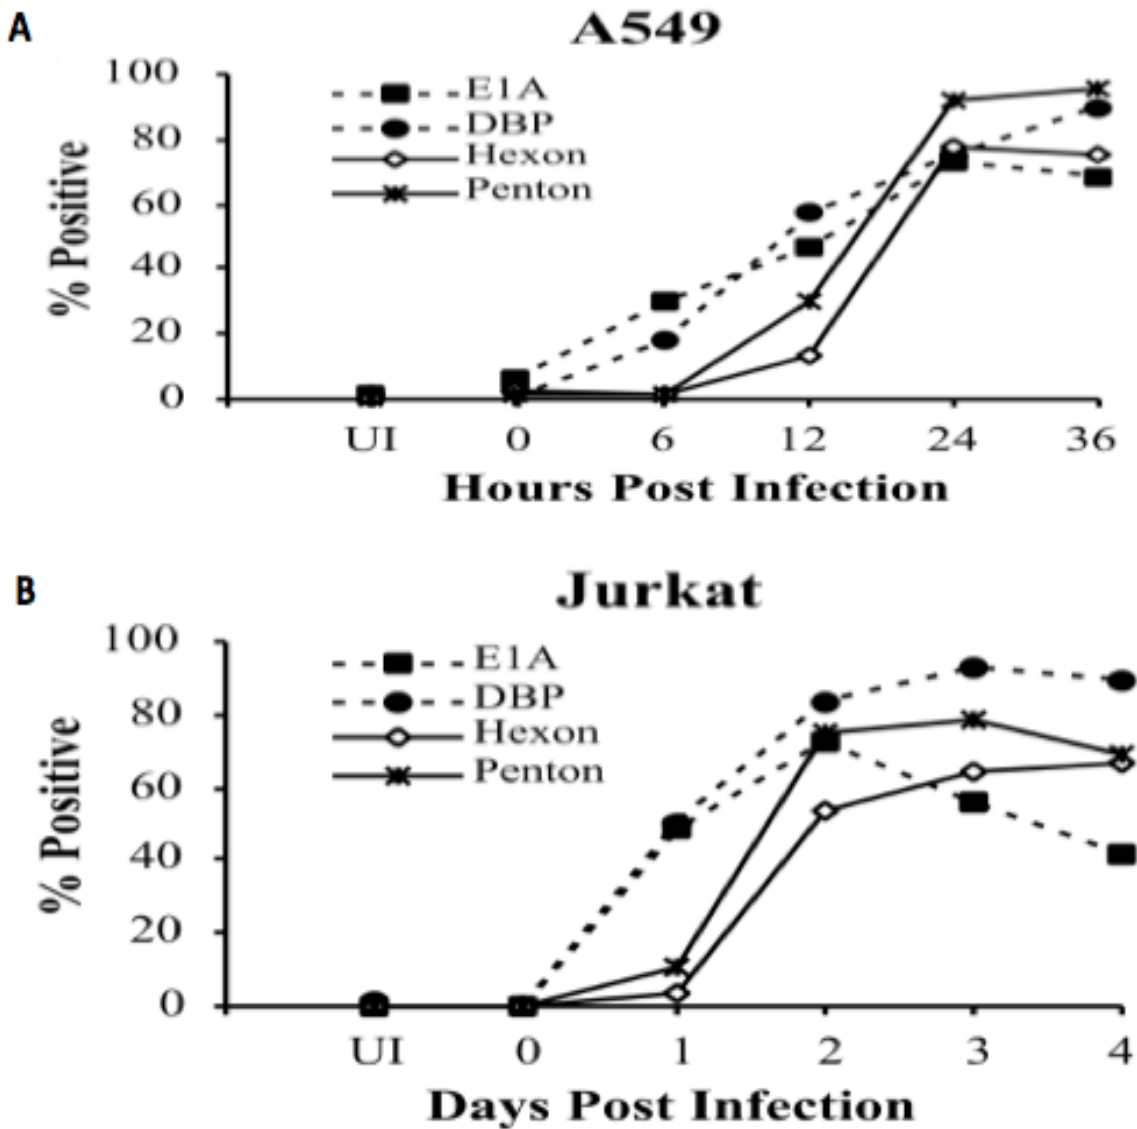 A
A549
% Positive
100
80
60
40
20
0
E1A
DBP
Hexon
Penton
UI 0 6 12 24 36
Hours Post Infection
B
Jurkat
% Positive
100
80
60
40
20
0
E1A
DBP
Hexon
Penton
UI 0 1 2 3 4
Days Post Infection